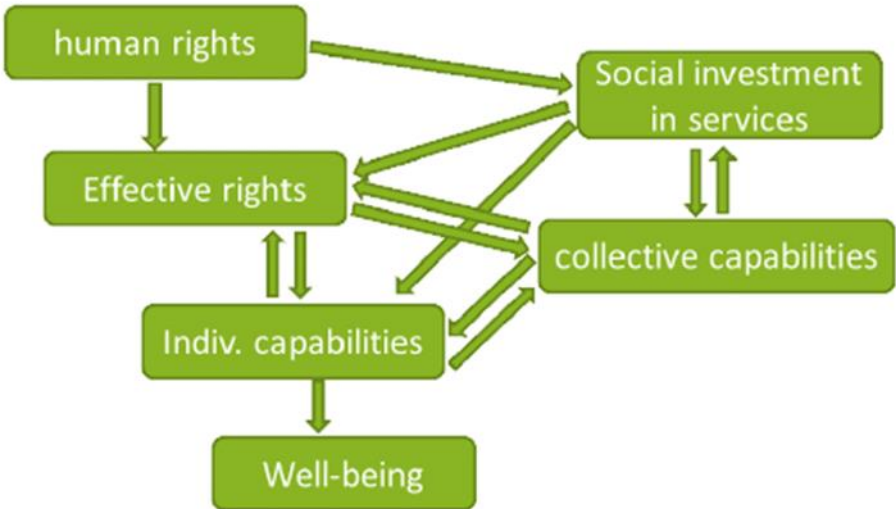 human rights
Social investment
in services
Effective rights
collective capabilities
Indiv. capabilities
Well-being